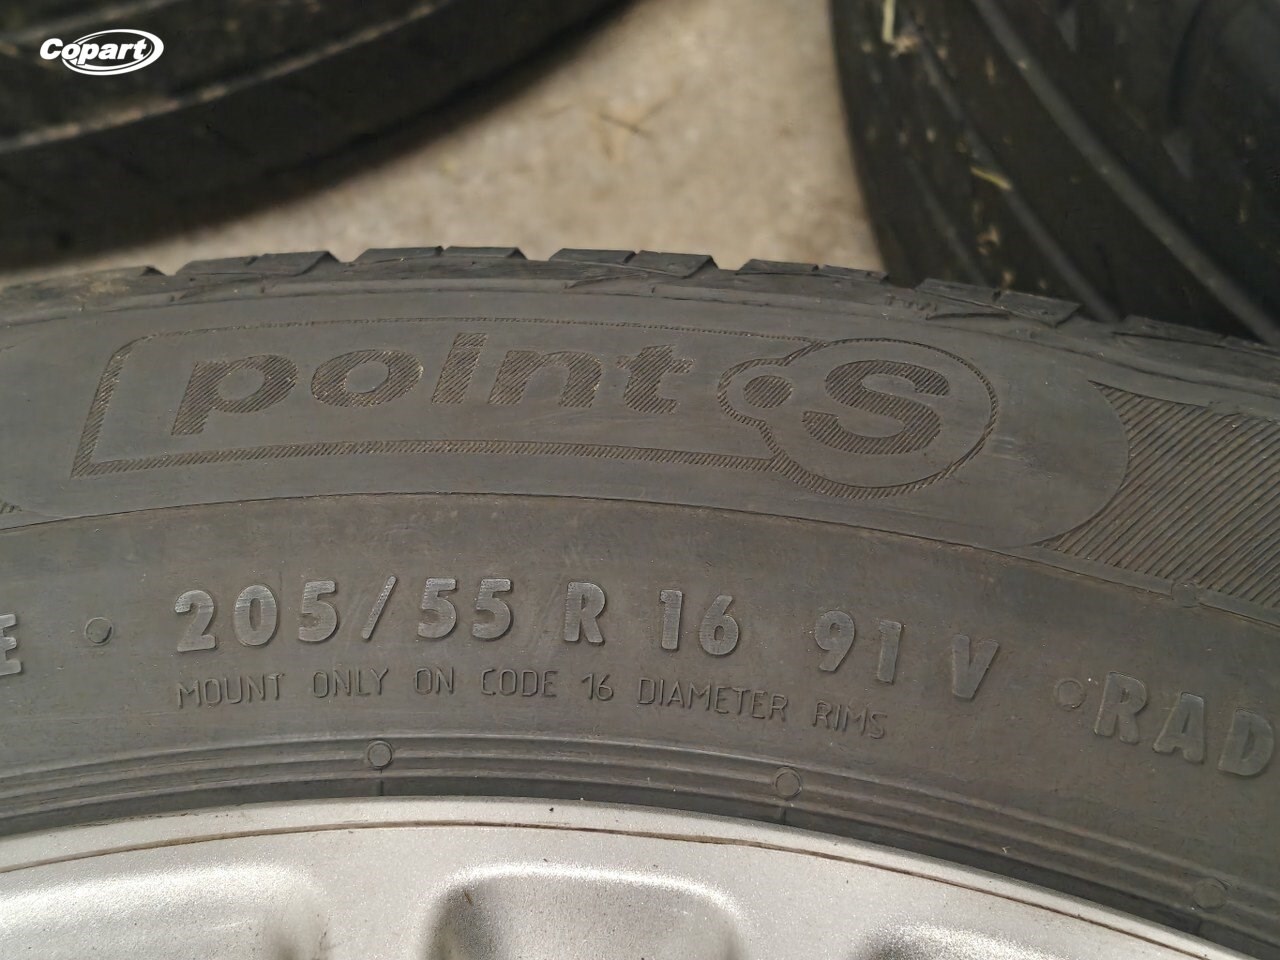 Copart
point S
E • 205/55 R 16 91 V • RAD
MOUNT ONLY ON CODE 16 DIAMETER RIMS